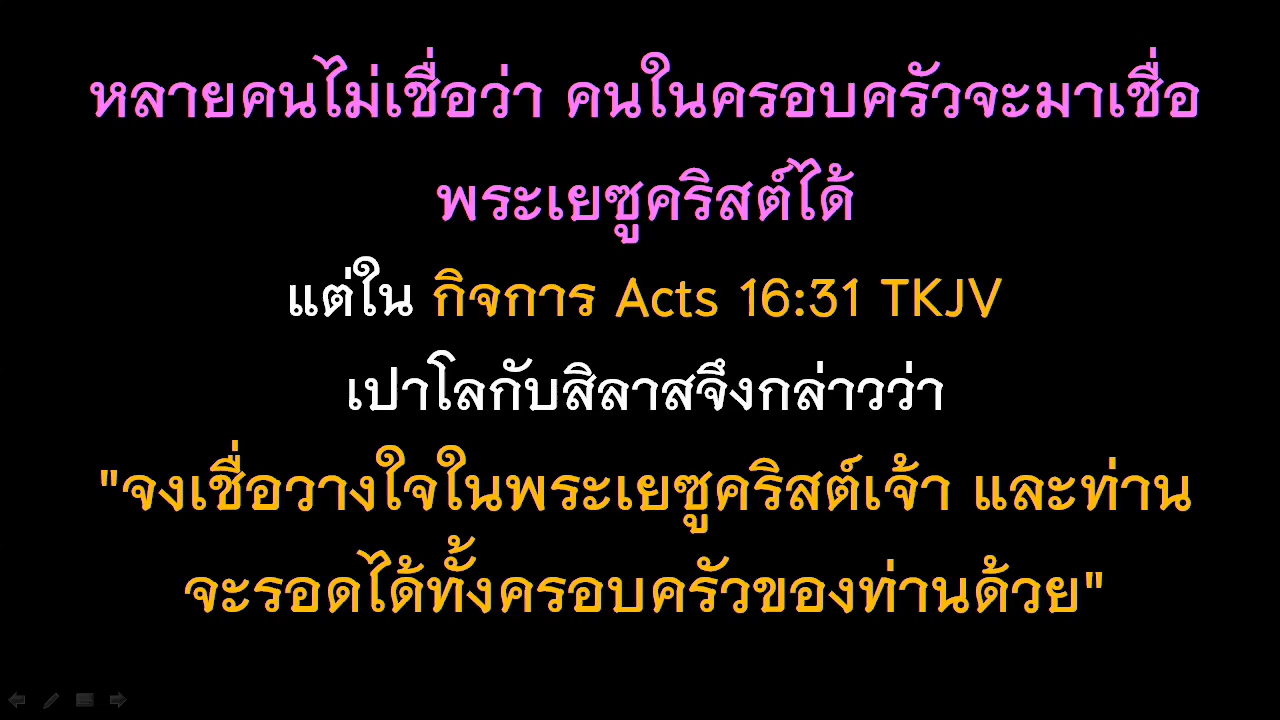 หลายคนไม่เชื่อว่า คนในครอบครัวจะมาเชื่อ
พระเยซูคริสต์ได้
แต่ใน กิจการ Acts 16:31 TKJV
เปาโลกับสิลาสจึงกล่าวว่า
"จงเชื่อวางใจในพระเยซูคริสต์เจ้า และท่าน
จะรอดได้ทั้งครอบครัวของท่านด้วย"